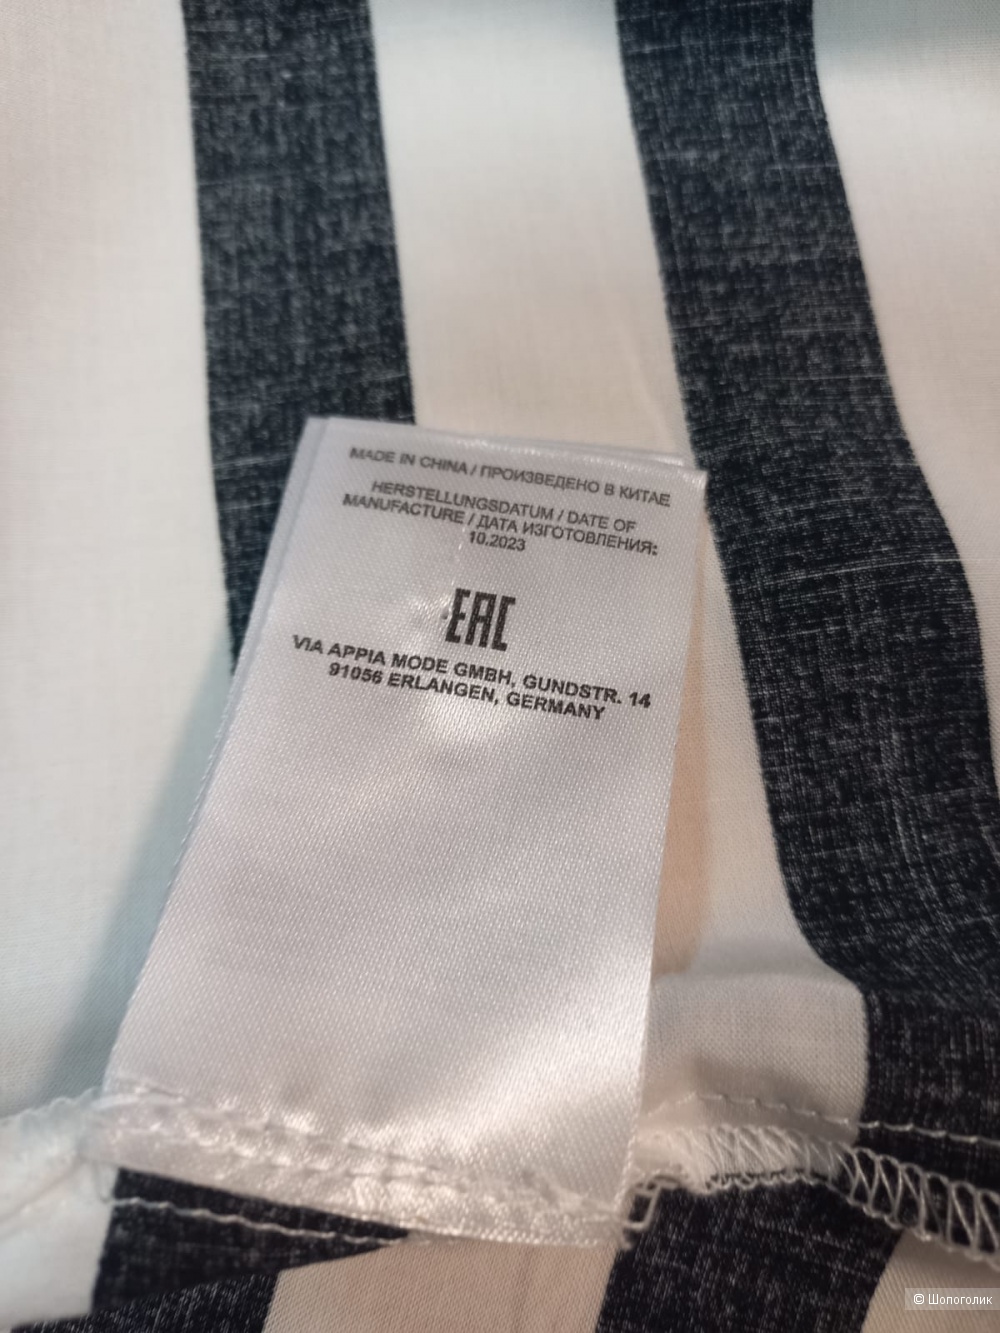 MADE IN CHINA / ПРОИЗВЕДЕНО В КИТАЕ
HERSTELLUNGSDATUM / DATE OF
MANUFACTURE / ДАТА ИЗГОТОВЛЕНИЯ:
10.2023
EAC
VIA APPIA MODE GMBH, GUNDSTR. 14
91056 ERLANGEN, GERMANY
© Шопоголик